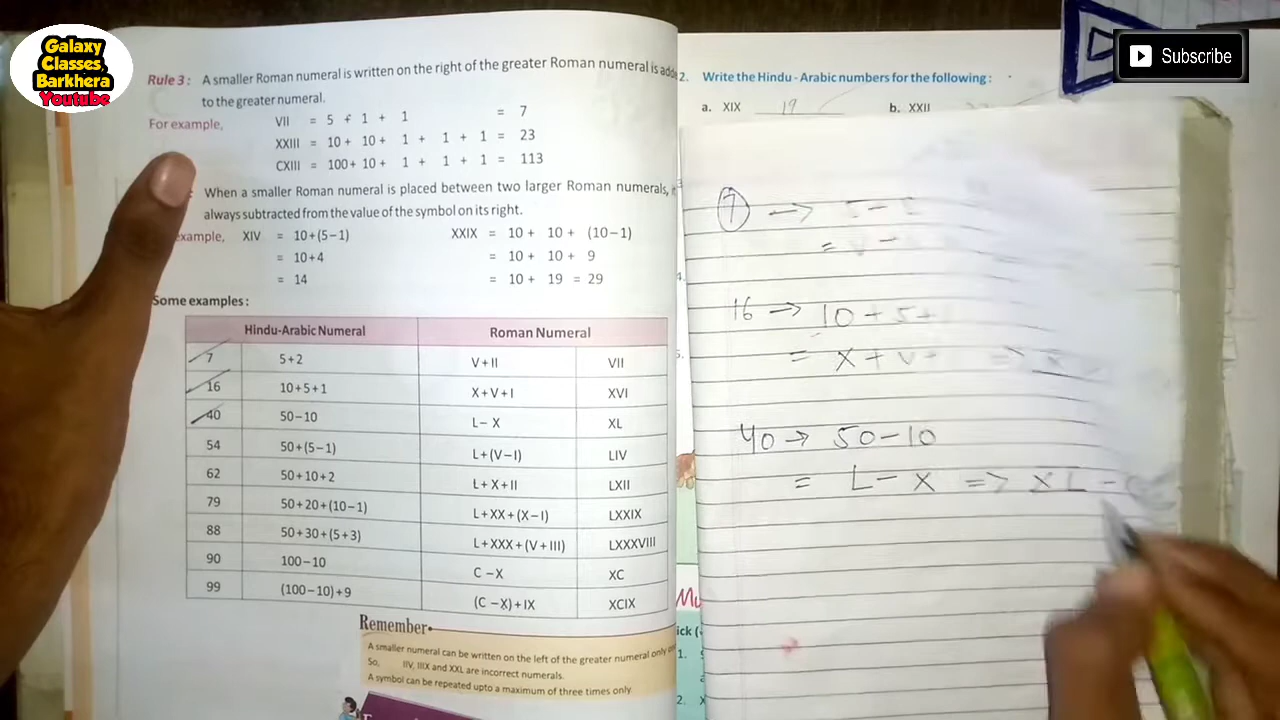 Galaxy
Classes,
Barkhera
Youtube
Subscribe
Rule 3 : A smaller Roman numeral is written on the right of the greater Roman numeral is
to the greater numeral.
For example,
VII = 5 + 1 + 1 = 7
XXIII = 10 + 10 + 1 + 1 + 1 = 23
CXIII = 100+ 10 + 1 + 1 + 1 = 113
When a smaller Roman numeral is placed between two larger Roman numerals,
always subtracted from the value of the symbol on its right.
example, XIV = 10+(5−1) XXIX = 10 + 10 + (10−1)
= 10+4 = 10 + 10 + 9
= 14 = 10 + 19 = 29
Some examples :
Hindu-Arabic Numeral Roman Numeral
7 5+2 V+II VII
16 10+5+1 X+V+I XVI
40 50−10 L− X XL
54 50+(5−1) L+(V−I) LIV
62 50+10+2 L+X+II LXII
79 50+20+(10−1) L+XX+(X−I) LXXIX
88 50+30+(5+3) L+XXX+(V+III) LXXXVIII
90 100−10 C −X XC
99 (100−10)+9 (C −X)+IX XCIX
Remember
A smaller numeral can be written on the left of the greater numeral only
So, IIV, IIIX and XXL are incorrect numerals.
A symbol can be repeated upto a maximum of three times only
2. Write the Hindu - Arabic numbers for the following :
a. XIX 19 b. XXII
7 →
=
16 → 10 + 5 +
= X + V + =>
40 → 50 − 10
= L − X => XL −
ick (
1.
2. X